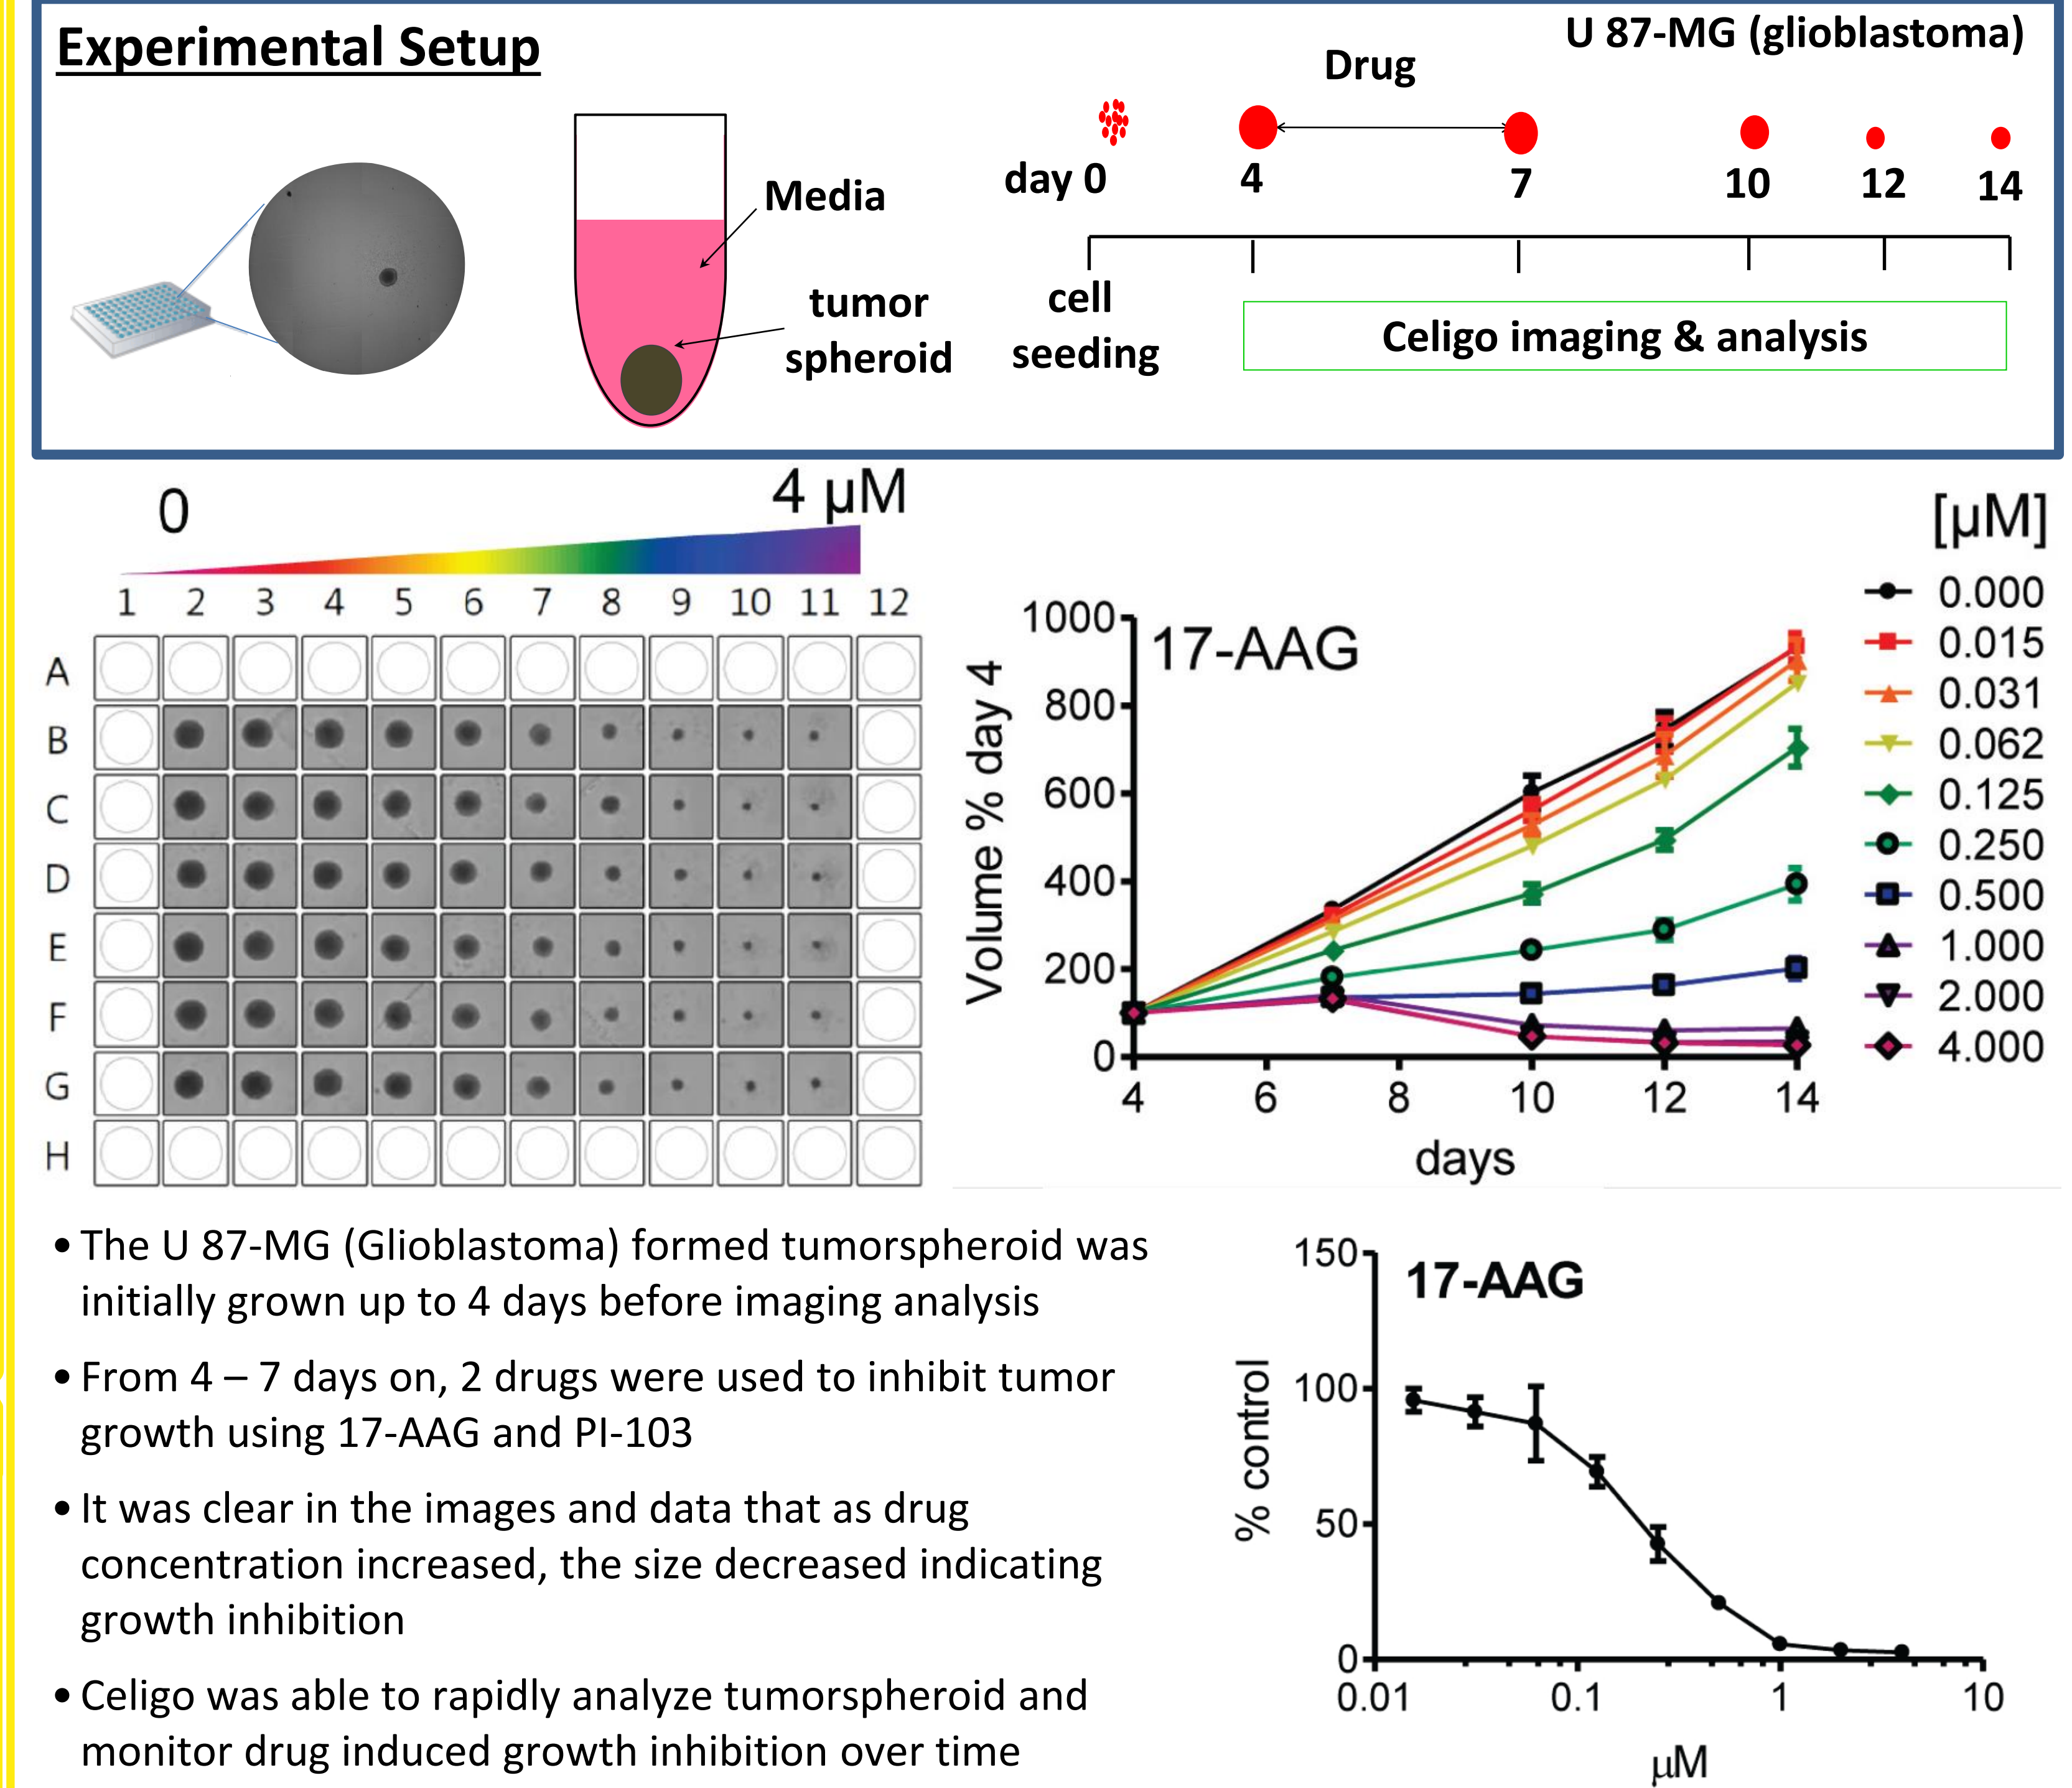 Experimental Setup
U 87-MG (glioblastoma)
Drug
day 0
4
7
10
12
14
Media
tumor
spheroid
cell
seeding
Celigo imaging & analysis
0
4 μM
1 2 3 4 5 6 7 8 9 10 11 12
A
B
C
D
E
F
G
H
[μM]
0.000
0.015
0.031
0.062
0.125
0.250
0.500
1.000
2.000
4.000
17-AAG
Volume % day 4
1000
800
600
400
200
0
4 6 8 10 12 14
days
• The U 87-MG (Glioblastoma) formed tumorspheroid was
initially grown up to 4 days before imaging analysis
• From 4 – 7 days on, 2 drugs were used to inhibit tumor
growth using 17-AAG and PI-103
• It was clear in the images and data that as drug
concentration increased, the size decreased indicating
growth inhibition
• Celigo was able to rapidly analyze tumorspheroid and
monitor drug induced growth inhibition over time
17-AAG
% control
150
100
50
0
0.01 0.1 1 10
μM